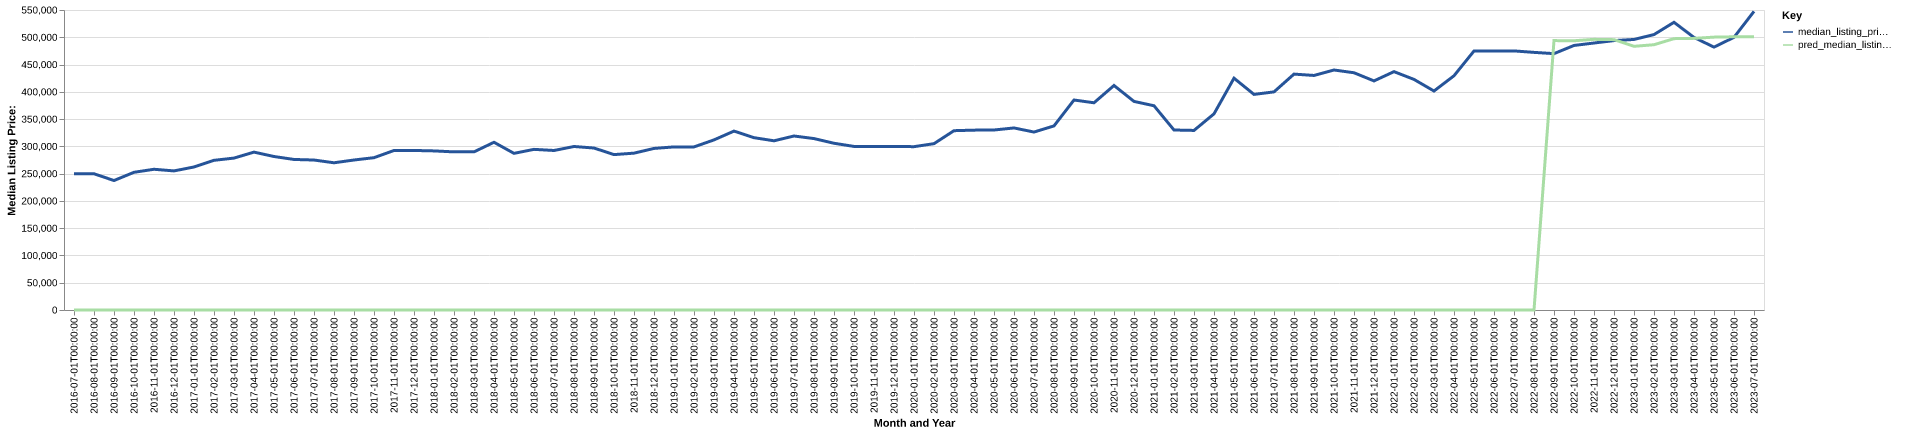 550,000
500,000
450,000
400,000
350,000
300,000
250,000
200,000
150,000
100,000
50,000
0
Median Listing Price:
2016-07-01T00:00:00
2016-08-01T00:00:00
2016-09-01T00:00:00
2016-10-01T00:00:00
2016-11-01T00:00:00
2016-12-01T00:00:00
2017-01-01T00:00:00
2017-02-01T00:00:00
2017-03-01T00:00:00
2017-04-01T00:00:00
2017-05-01T00:00:00
2017-06-01T00:00:00
2017-07-01T00:00:00
2017-08-01T00:00:00
2017-09-01T00:00:00
2017-10-01T00:00:00
2017-11-01T00:00:00
2017-12-01T00:00:00
2018-01-01T00:00:00
2018-02-01T00:00:00
2018-03-01T00:00:00
2018-04-01T00:00:00
2018-05-01T00:00:00
2018-06-01T00:00:00
2018-07-01T00:00:00
2018-08-01T00:00:00
2018-09-01T00:00:00
2018-10-01T00:00:00
2018-11-01T00:00:00
2018-12-01T00:00:00
2019-01-01T00:00:00
2019-02-01T00:00:00
2019-03-01T00:00:00
2019-04-01T00:00:00
2019-05-01T00:00:00
2019-06-01T00:00:00
2019-07-01T00:00:00
2019-08-01T00:00:00
2019-09-01T00:00:00
2019-10-01T00:00:00
2019-11-01T00:00:00
2019-12-01T00:00:00
2020-01-01T00:00:00
2020-02-01T00:00:00
2020-03-01T00:00:00
2020-04-01T00:00:00
2020-05-01T00:00:00
2020-06-01T00:00:00
2020-07-01T00:00:00
2020-08-01T00:00:00
2020-09-01T00:00:00
2020-10-01T00:00:00
2020-11-01T00:00:00
2020-12-01T00:00:00
2021-01-01T00:00:00
2021-02-01T00:00:00
2021-03-01T00:00:00
2021-04-01T00:00:00
2021-05-01T00:00:00
2021-06-01T00:00:00
2021-07-01T00:00:00
2021-08-01T00:00:00
2021-09-01T00:00:00
2021-10-01T00:00:00
2021-11-01T00:00:00
2021-12-01T00:00:00
2022-01-01T00:00:00
2022-02-01T00:00:00
2022-03-01T00:00:00
2022-04-01T00:00:00
2022-05-01T00:00:00
2022-06-01T00:00:00
2022-07-01T00:00:00
2022-08-01T00:00:00
2022-09-01T00:00:00
2022-10-01T00:00:00
2022-11-01T00:00:00
2022-12-01T00:00:00
2023-01-01T00:00:00
2023-02-01T00:00:00
2023-03-01T00:00:00
2023-04-01T00:00:00
2023-05-01T00:00:00
2023-06-01T00:00:00
2023-07-01T00:00:00
Month and Year
Key
median_listing_pri…
pred_median_listin…